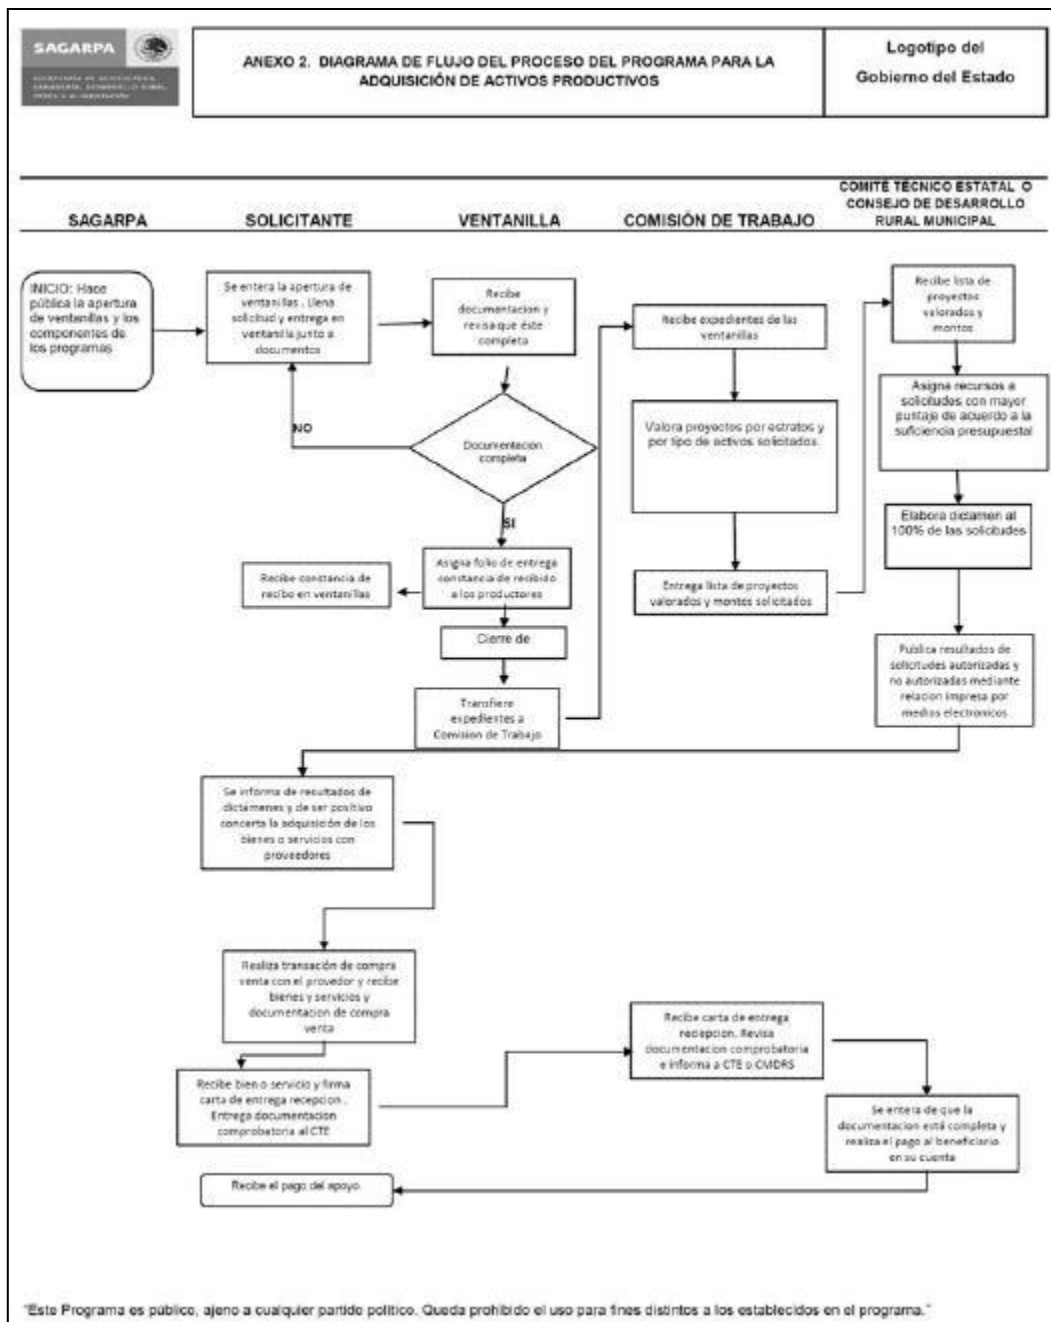 SAGARPA
SECRETARÍA DE AGRICULTURA,
GANADERÍA, DESARROLLO RURAL,
PESCA Y ALIMENTACIÓN
ANEXO 2. DIAGRAMA DE FLUJO DEL PROCESO DEL PROGRAMA PARA LA
ADQUISICIÓN DE ACTIVOS PRODUCTIVOS
Logotipo del
Gobierno del Estado
SAGARPA
SOLICITANTE
VENTANILLA
COMISIÓN DE TRABAJO
COMITÉ TÉCNICO ESTATAL O
CONSEJO DE DESARROLLO
RURAL MUNICIPAL
INICIO: Hace
pública la apertura
de ventanillas y los
componentes de
los programas
Se entera la apertura de
ventanillas . Llena
solicitud y entrega en
ventanilla junto a
documentos
Recibe
documentacion y
revisa que éste
completa
Recibe expedientes de las
ventanillas
Recibe lista de
proyectos
valorados y
montos
NO
Documentacion
completa
SI
Valora proyectos por estratos y
por tipo de activos solicitados.
Asigna recursos a
solicitudes con mayor
puntaje de acuerdo a la
suficiencia presupuestal
Elabora dictamen al
100% de las solicitudes
Recibe constancia de
recibo en ventanillas
Asigna folio de entrega
constancia de recibido
a los productores
Entrega lista de proyectos
valorados y montos solicitados
Cierre de
Transfiere
expedientes a
Comision de Trabajo
Publica resultados de
solicitudes autorizadas y
no autorizadas mediante
relacion impresa por
medios electronicos
Se informa de resultados de
dictámenes y de ser positivo
concerta la adquisición de los
bienes o servicios con
proveedores
Realiza transación de compra
venta con el provedor y recibe
bienes y servicios y
documentacion de compra
venta
Recibe carta de entrega
recepcion. Revisa
documentacion comprobatoria
e informa a CTE o CMDRS
Recibe bien o servicio y firma
carta de entrega recepcion .
Entrega documentacion
comprobatoria al CTE
Se entera de que la
documentacion está completa y
realiza el pago al beneficiario
en su cuenta
Recibe el pago del apoyo.
"Este Programa es público, ajeno a cualquier partido político. Queda prohibido el uso para fines distintos a los establecidos en el programa."